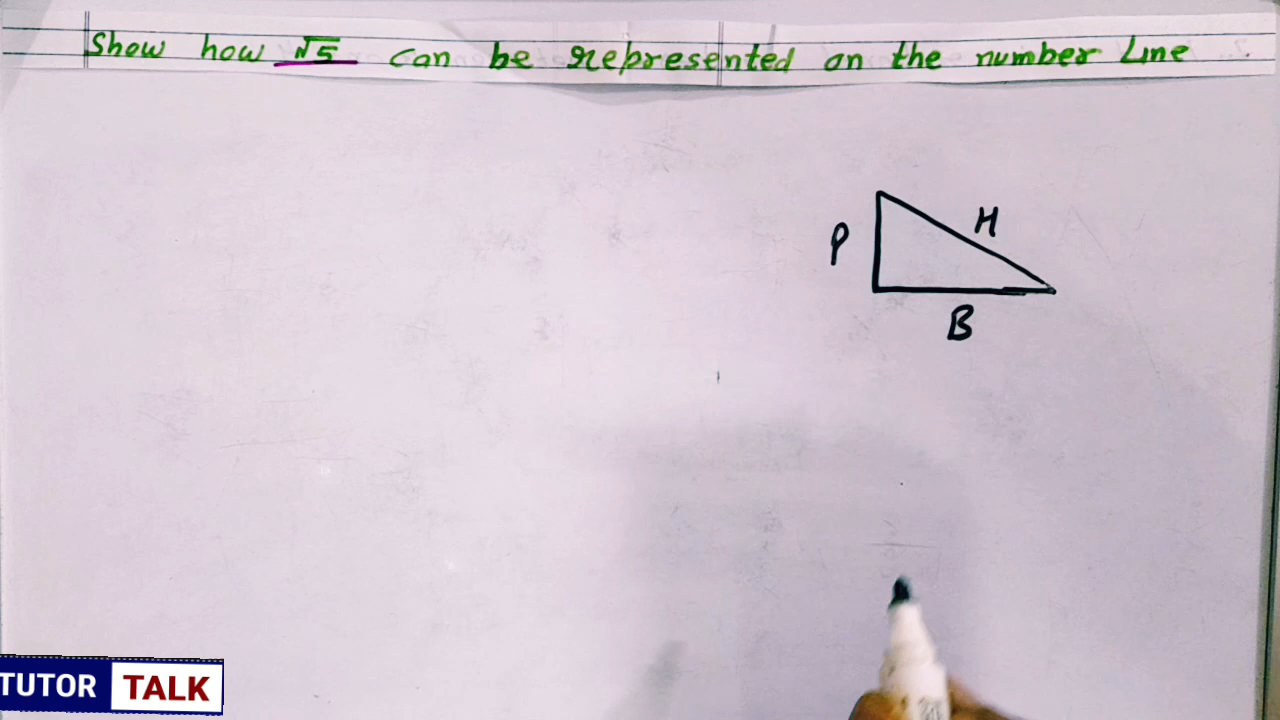 Show how √5 can be represented on the number Line
P
H
B
TUTOR TALK